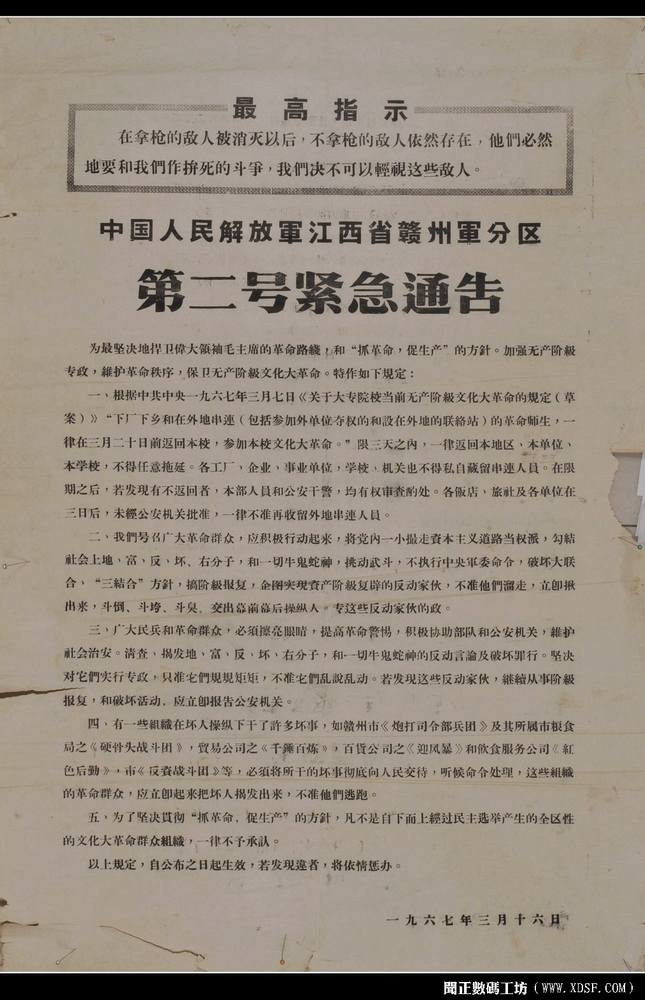 最高指示
在拿枪的敌人被消灭以后，不拿枪的敌人依然存在，他們必然
地要和我們作拚死的斗爭，我們决不可以輕視这些敌人。
中国人民解放軍江西省赣州軍分区
第二号紧急通告
为最坚决地捍卫偉大領袖毛主席的革命路綫，和“抓革命，促生产”的方針。加强无产阶級
专政，維护革命秩序，保卫无产阶級文化大革命。特作如下規定：
一、根据中共中央一九六七年三月七日《关于大专院校当前无产阶級文化大革命的規定（草
案）》“下厂下乡和在外地串連（包括参加外单位夺权的和設在外地的联絡站）的革命师生，一
律在三月二十日前返回本校，参加本校文化大革命。”限三天之內，一律返回本地区、本单位、
本学校，不得任意拖延。各工厂、企业、事业单位，学校、机关也不得私自藏留串連人員。在限
期之后，若发現有不返回者，本部人員和公安干警，均有权审查酌处。各飯店、旅社及各单位在
三日后，未經公安机关批准，一律不准再收留外地串連人員。
二、我們号召广大革命群众，应积极行动起来，将党内一小撮走資本主义道路当权派，勾結
社会上地、富、反、坏、右分子，和一切牛鬼蛇神，挑动武斗，不执行中央軍委命令，破坏大联
合、“三結合”方針，搞阶級报复，企图实現資产阶級复辟的反动家伙，不准他們溜走，立卽揪
出来，斗倒、斗垮、斗臭，交出幕前幕后操縱人。专这些反动家伙的政。
三、广大民兵和革命群众，必須擦亮眼睛，提高革命警惕，积极协助部队和公安机关，維护
社会治安。清查、揭发地、富、反、坏、右分子，和一切牛鬼蛇神的反动言論及破坏罪行。坚决
对它們实行专政，只准它們規規矩矩，不准它們乱說乱动。若发現这些反动家伙，継續从事阶級
报复，和破坏活动，应立卽报告公安机关。
四、有一些組織在坏人操縱下干了許多坏事，如赣州市《炮打司令部兵团》及其所属市粮食
局之《硬骨头战斗团》，貿易公司之《千錘百炼》，百貨公司之《迎风暴》和飲食服务公司《紅
色后勤》，市《反資战斗团》等，必須将所干的坏事彻底向人民交待，听候命令处理，这些組織
的革命群众，应立卽起来把坏人揭发出来，不准他們逃跑。
五、为了坚决貫彻“抓革命，促生产”的方針，凡不是自下而上經过民主选举产生的全区性
的文化大革命群众組織，一律不予承认。
以上規定，自公布之日起生效，若发現違者，将依情惩办。
一九六七年三月十六日
聞正數碼工坊（www.XDSF.com）